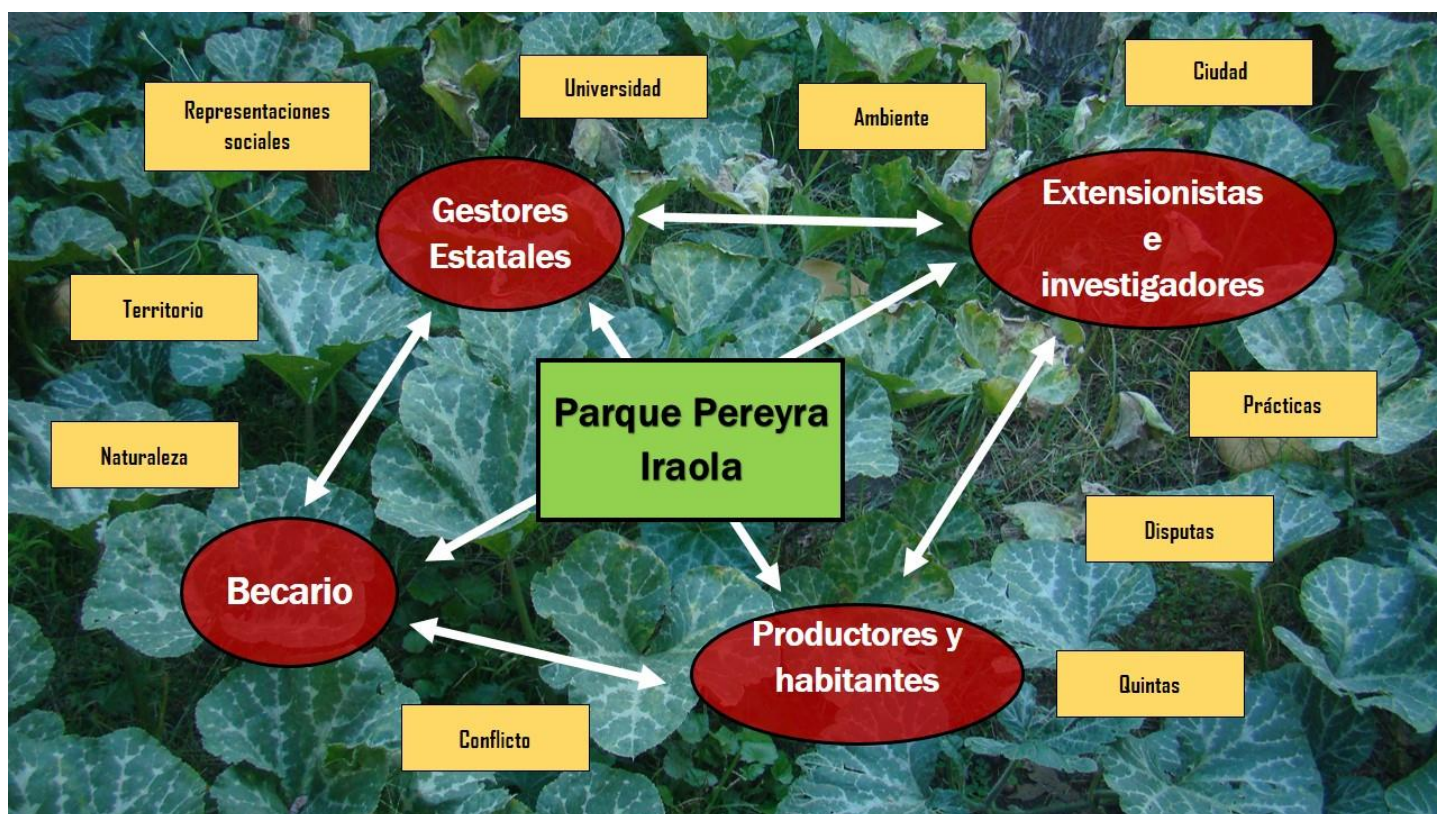 Ciudad
Universidad
Representaciones
sociales
Ambiente
Gestores
Estatales
Extensionistas
e
investigadores
Territorio
Parque Pereyra
Iraola
Prácticas
Naturaleza
Disputas
Becario
Productores y
habitantes
Quintas
Conflicto